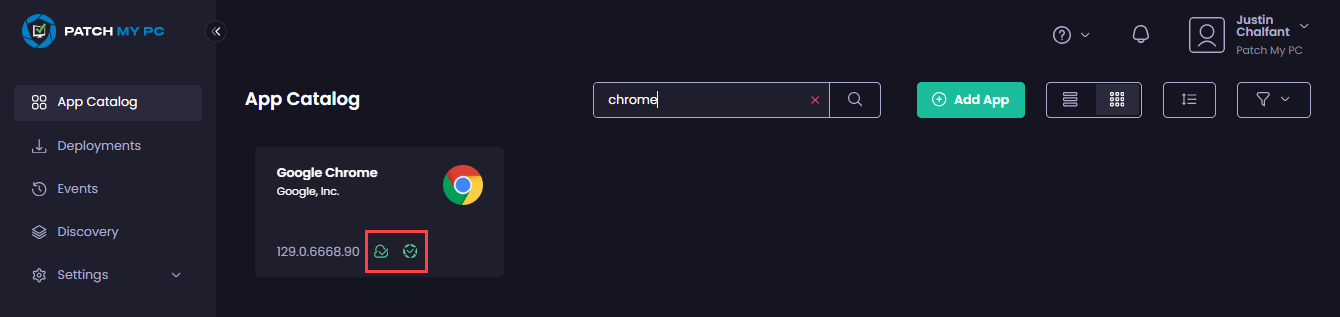 PATCH MY PC
Justin
Chalfant
Patch My PC
App Catalog
Deployments
Events
Discovery
Settings
App Catalog
chrome
Add App
Google Chrome
Google, Inc.
129.0.6668.90